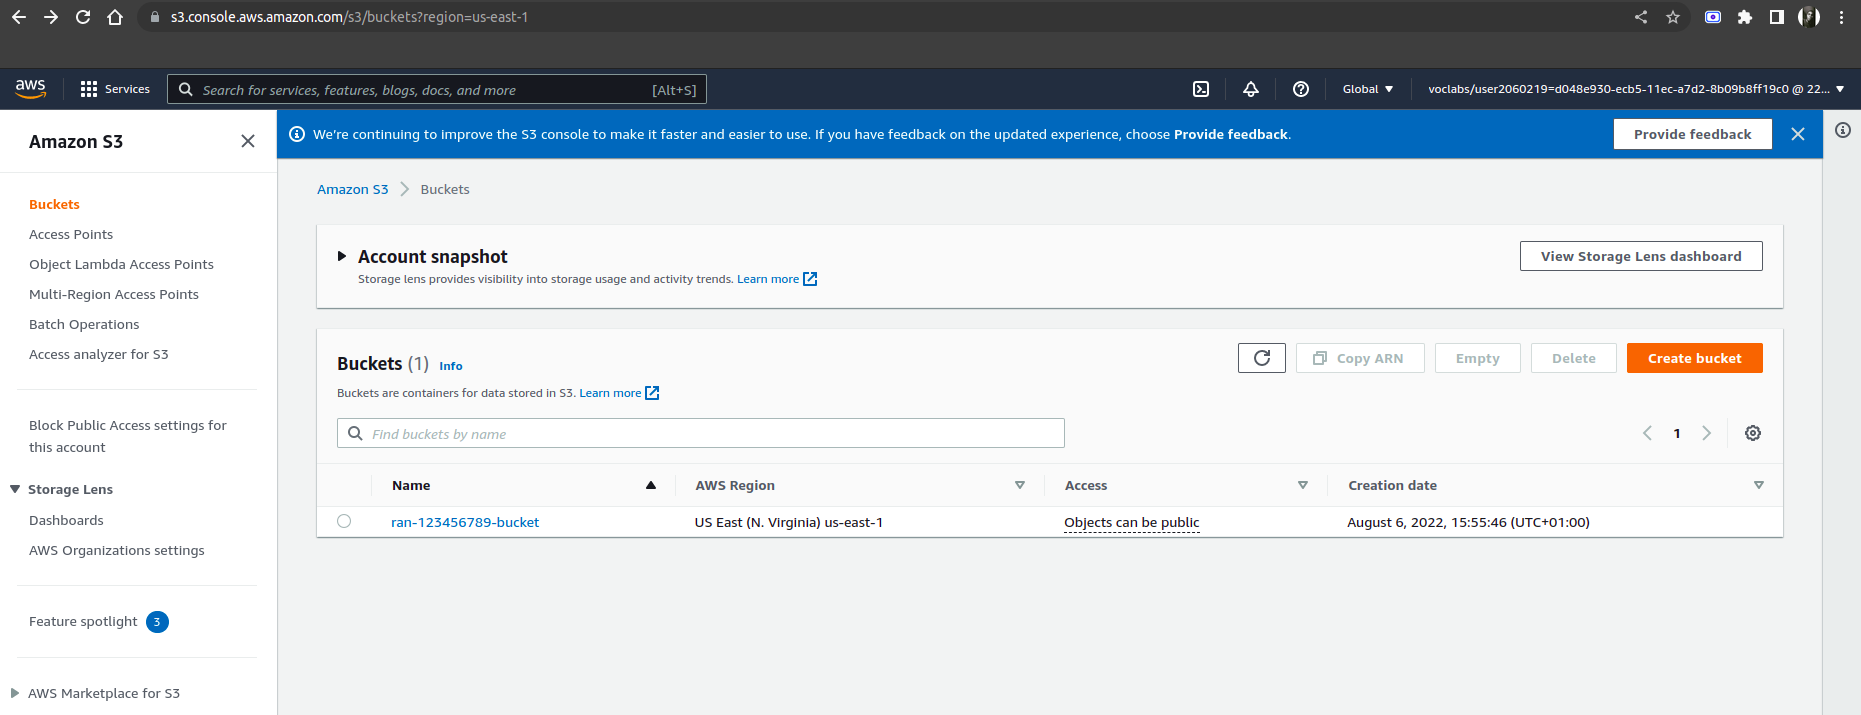 s3.console.aws.amazon.com/s3/buckets?region=us-east-1
aws
Services
Search for services, features, blogs, docs, and more [Alt+S]
Global
voclabs/user2060219=d048e930-ecb5-11ec-a7d2-8b09b8ff19c0 @ 22...
Amazon S3
We're continuing to improve the S3 console to make it faster and easier to use. If you have feedback on the updated experience, choose Provide feedback.
Provide feedback
Buckets
Access Points
Object Lambda Access Points
Multi-Region Access Points
Batch Operations
Access analyzer for S3
Block Public Access settings for
this account
Storage Lens
Dashboards
AWS Organizations settings
Feature spotlight 3
AWS Marketplace for S3
Amazon S3 Buckets
Account snapshot
Storage lens provides visibility into storage usage and activity trends. Learn more
View Storage Lens dashboard
Buckets (1) Info
Copy ARN
Empty
Delete
Create bucket
Buckets are containers for data stored in S3. Learn more
Find buckets by name
1
Name AWS Region Access Creation date
ran-123456789-bucket US East (N. Virginia) us-east-1 Objects can be public August 6, 2022, 15:55:46 (UTC+01:00)